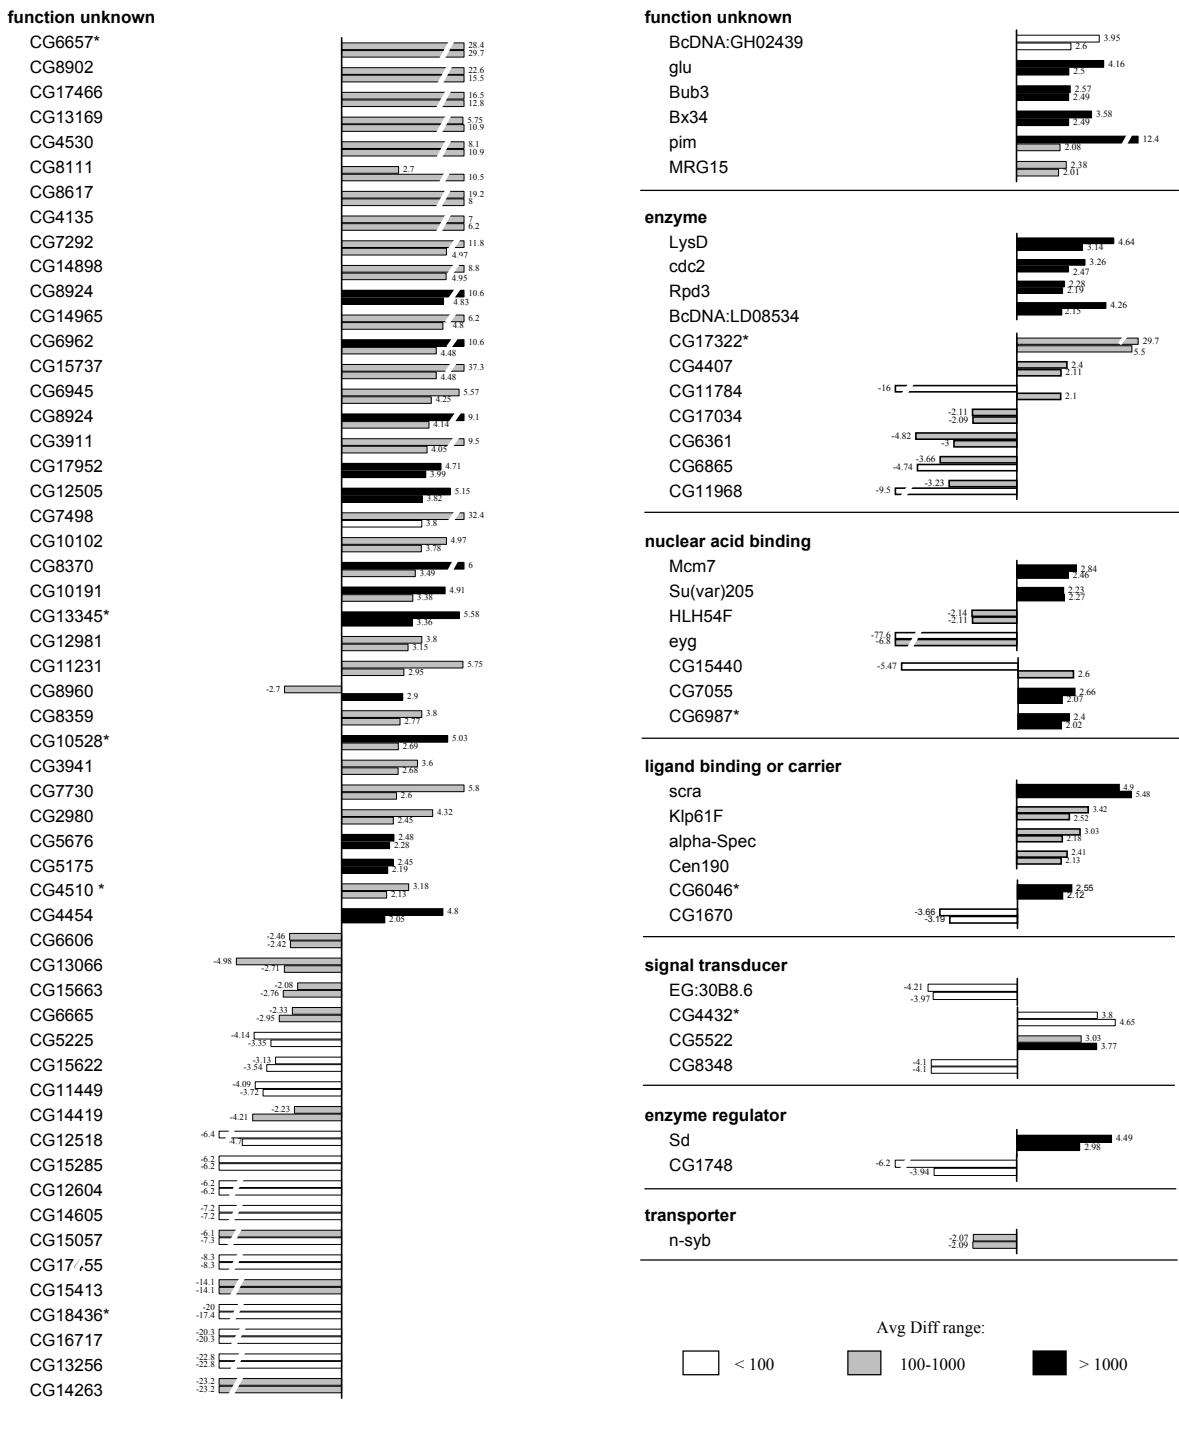 function unknown
CG6657*
28.4
29.7
CG8902
22.6
15.5
CG17466
16.5
12.8
CG13169
5.75
10.9
CG4530
8.1
10.9
CG8111
2.7
10.5
CG8617
19.2
8
CG4135
7
6.2
CG7292
11.8
4.97
CG14898
8.8
4.95
CG8924
10.6
4.83
CG14965
6.2
4.8
CG6962
10.6
4.48
CG15737
37.3
4.48
CG6945
5.57
4.25
CG8924
9.1
4.14
CG3911
9.5
4.05
CG17952
4.71
3.99
CG12505
5.15
3.82
CG7498
32.4
3.8
CG10102
4.97
3.78
CG8370
6
3.49
CG10191
4.91
3.38
CG13345*
5.58
3.36
CG12981
3.8
3.15
CG11231
5.75
2.95
CG8960
-2.7
2.9
CG8359
3.8
2.77
CG10528*
5.03
2.69
CG3941
3.6
2.68
CG7730
5.8
2.6
CG2980
4.32
2.45
CG5676
2.48
2.28
CG5175
2.45
2.19
CG4510 *
3.18
2.13
CG4454
4.8
2.05
CG6606
-2.46
-2.42
CG13066
-4.98
-2.71
CG15663
-2.08
-2.76
CG6665
-2.33
-2.95
CG5225
-4.14
-3.35
CG15622
-3.13
-3.54
CG11449
-4.09
-3.72
CG14419
-2.23
-4.21
CG12518
-6.4
-4.7
CG15285
-6.2
-6.2
CG12604
-6.2
-6.2
CG14605
-7.2
-7.2
CG15057
-6.1
-7.3
-8.3
-8.3
CG15413
-14.1
-14.1
CG18436*
-20
-17.4
CG16717
-20.3
-20.3
CG13256
-22.8
-22.8
CG14263
-23.2
-23.2
function unknown
BcDNA:GH02439
3.95
2.6
glu
4.16
2.5
Bub3
2.57
2.49
Bx34
3.58
2.49
pim
12.4
2.08
MRG15
2.38
2.01
enzyme
LysD
4.64
3.14
cdc2
3.26
2.47
Rpd3
2.28
2.19
BcDNA:LD08534
4.26
2.15
CG17322*
29.7
5.5
CG4407
2.4
2.11
CG11784
-16
2.1
CG17034
-2.11
-2.09
CG6361
-4.82
-3
CG6865
-3.66
-4.74
CG11968
-3.23
-9.5
nuclear acid binding
Mcm7
2.84
2.46
Su(var)205
2.23
2.27
HLH54F
-2.14
-2.11
eyg
-77.6
-6.8
CG15440
-5.47
2.6
CG7055
2.66
2.07
CG6987*
2.4
2.02
ligand binding or carrier
scra
4.9
5.48
Klp61F
3.42
2.52
alpha-Spec
3.03
2.18
Cen190
2.41
2.13
CG6046*
2.55
2.12
CG1670
-3.66
-3.19
signal transducer
EG:30B8.6
-4.21
-3.97
CG4432*
3.8
4.65
CG5522
3.03
3.77
CG8348
-4.1
-4.1
enzyme regulator
Sd
4.49
2.98
CG1748
-6.2
-3.94
transporter
n-syb
-2.07
-2.09
Avg Diff range:
< 100
100-1000
> 1000